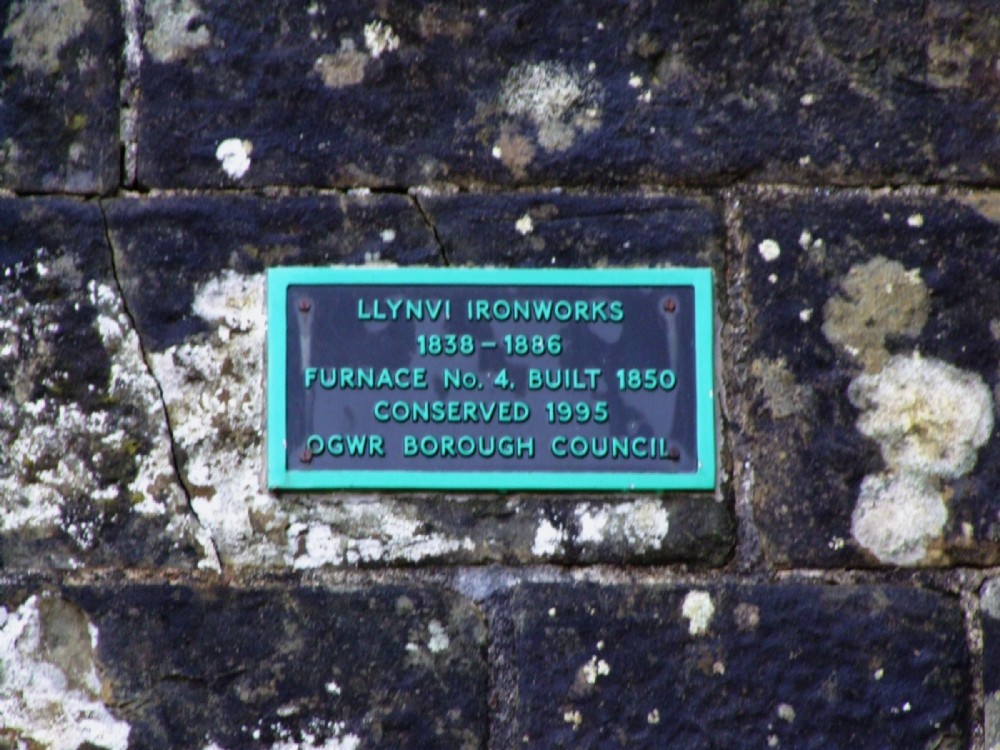 LLYNVI IRONWORKS
1838 – 1886
FURNACE No. 4. BUILT 1850
CONSERVED 1995
OGWR BOROUGH COUNCIL